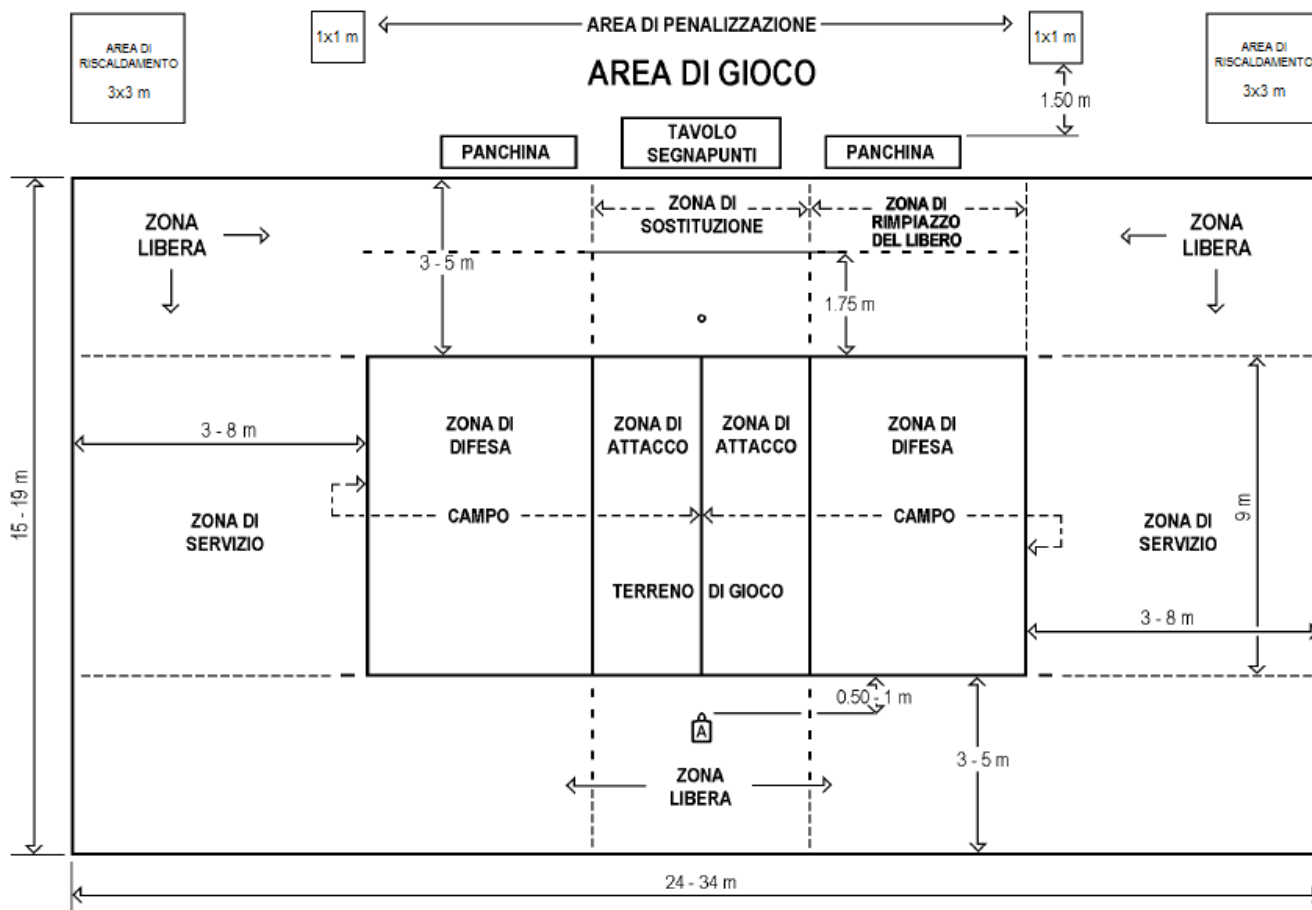 AREA DI PENALIZZAZIONE
AREA DI
RISCALDAMENTO
3x3 m
1x1 m
1x1 m
AREA DI
RISCALDAMENTO
3x3 m
AREA DI GIOCO
1.50 m
PANCHINA
TAVOLO
SEGNAPUNTI
PANCHINA
ZONA
LIBERA
ZONA DI
SOSTITUZIONE
ZONA DI
RIMPIAZZO
DEL LIBERO
ZONA
LIBERA
3 - 5 m
1.75 m
3 - 8 m
ZONA DI
DIFESA
ZONA DI
ATTACCO
ZONA DI
ATTACCO
ZONA DI
DIFESA
15 - 19 m
9 m
ZONA DI
SERVIZIO
CAMPO
CAMPO
ZONA DI
SERVIZIO
TERRENO DI GIOCO
3 - 8 m
0.50 - 1 m
A
3 - 5 m
ZONA
LIBERA
24 - 34 m